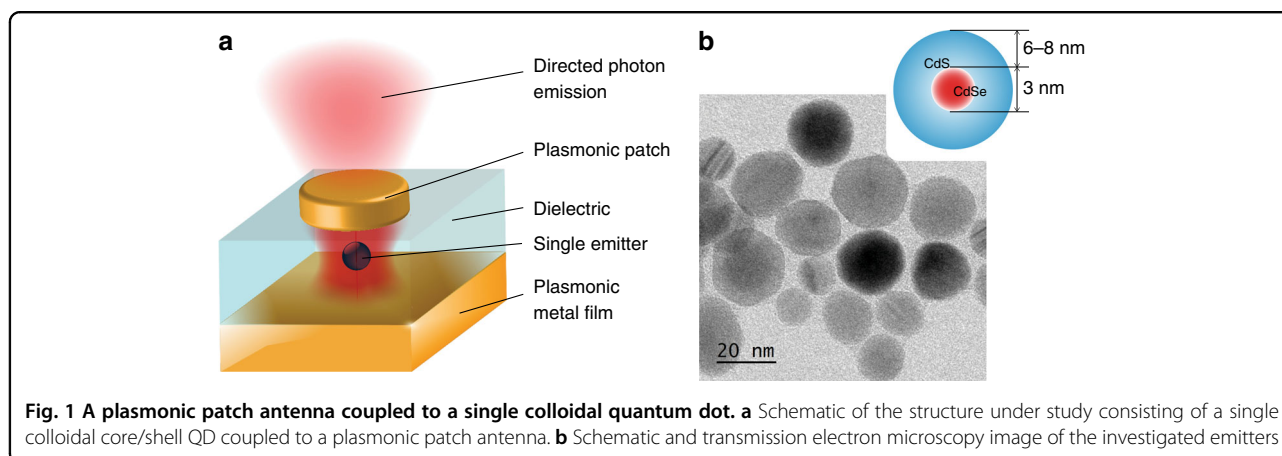 a
Directed photon
emission
Plasmonic patch
Dielectric
Single emitter
Plasmonic
metal film
b
6–8 nm
CdS
CdSe
3 nm
20 nm
Fig. 1 A plasmonic patch antenna coupled to a single colloidal quantum dot. a Schematic of the structure under study consisting of a single
colloidal core/shell QD coupled to a plasmonic patch antenna. b Schematic and transmission electron microscopy image of the investigated emitters